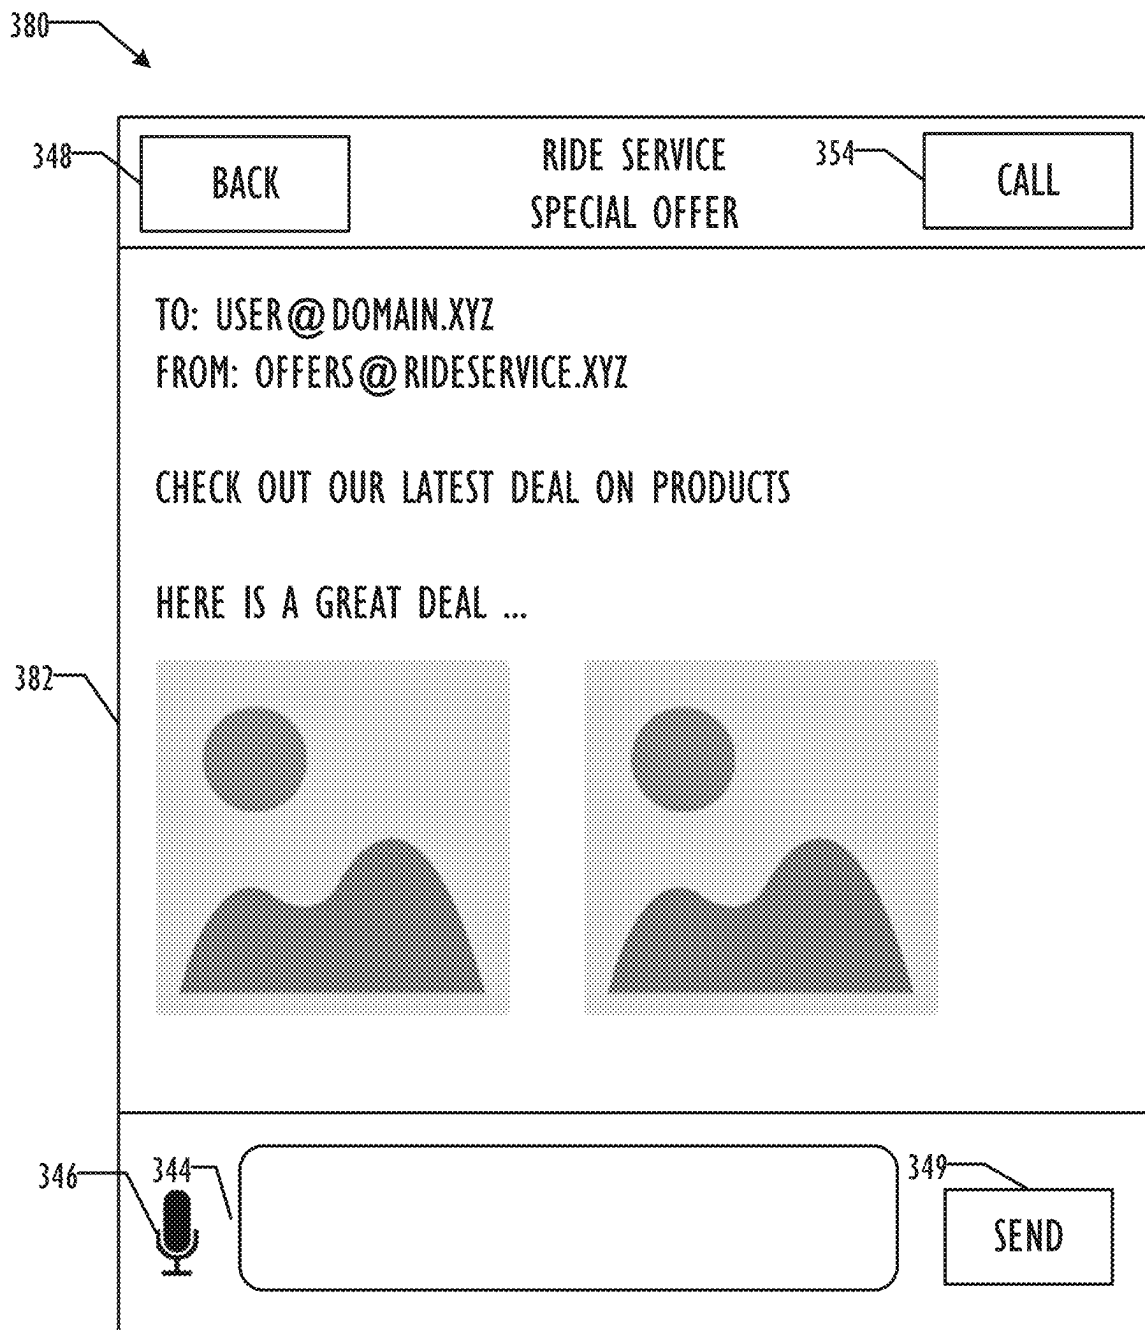 380
348
BACK
RIDE SERVICE
SPECIAL OFFER
354
CALL
TO: USER@DOMAIN.XYZ
FROM: OFFERS@RIDESERVICE.XYZ
CHECK OUT OUR LATEST DEAL ON PRODUCTS
HERE IS A GREAT DEAL ...
382
346
344
349
SEND